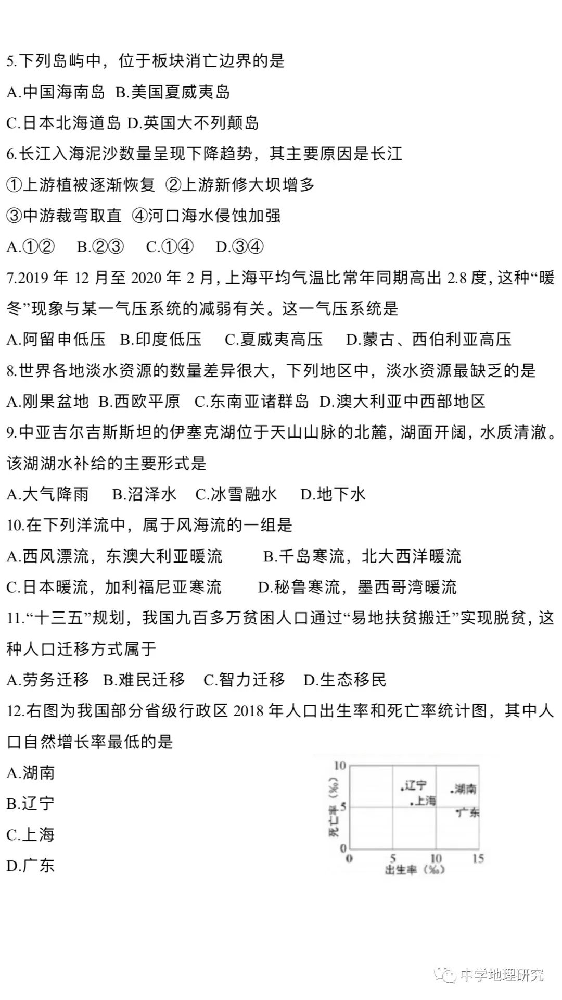 5.下列岛屿中，位于板块消亡边界的是
A.中国海南岛 B.美国夏威夷岛
C.日本北海道岛 D.英国大不列颠岛
6.长江入海泥沙数量呈现下降趋势，其主要原因是长江
①上游植被逐渐恢复 ②上游新修大坝增多
③中游裁弯取直 ④河口海水侵蚀加强
A.①② B.②③ C.①④ D.③④
7.2019 年 12 月至 2020 年 2 月，上海平均气温比常年同期高出 2.8 度，这种“暖
冬”现象与某一气压系统的减弱有关。这一气压系统是
A.阿留申低压 B.印度低压 C.夏威夷高压 D.蒙古、西伯利亚高压
8.世界各地淡水资源的数量差异很大，下列地区中，淡水资源最缺乏的是
A.刚果盆地 B.西欧平原 C.东南亚诸群岛 D.澳大利亚中西部地区
9.中亚吉尔吉斯斯坦的伊塞克湖位于天山山脉的北麓，湖面开阔，水质清澈。
该湖湖水补给的主要形式是
A.大气降雨 B.沼泽水 C.冰雪融水 D.地下水
10.在下列洋流中，属于风海流的一组是
A.西风漂流，东澳大利亚暖流 B.千岛寒流，北大西洋暖流
C.日本暖流，加利福尼亚寒流 D.秘鲁寒流，墨西哥湾暖流
11.“十三五”规划，我国九百多万贫困人口通过“易地扶贫搬迁”实现脱贫，这
种人口迁移方式属于
A.劳务迁移 B.难民迁移 C.智力迁移 D.生态移民
12.右图为我国部分省级行政区 2018 年人口出生率和死亡率统计图，其中人
口自然增长率最低的是
A.湖南
B.辽宁
C.上海
D.广东
死亡率（‰）
10
5
0
辽宁
上海
湖南
广东
0 5 10 15
出生率（‰）
中学地理研究